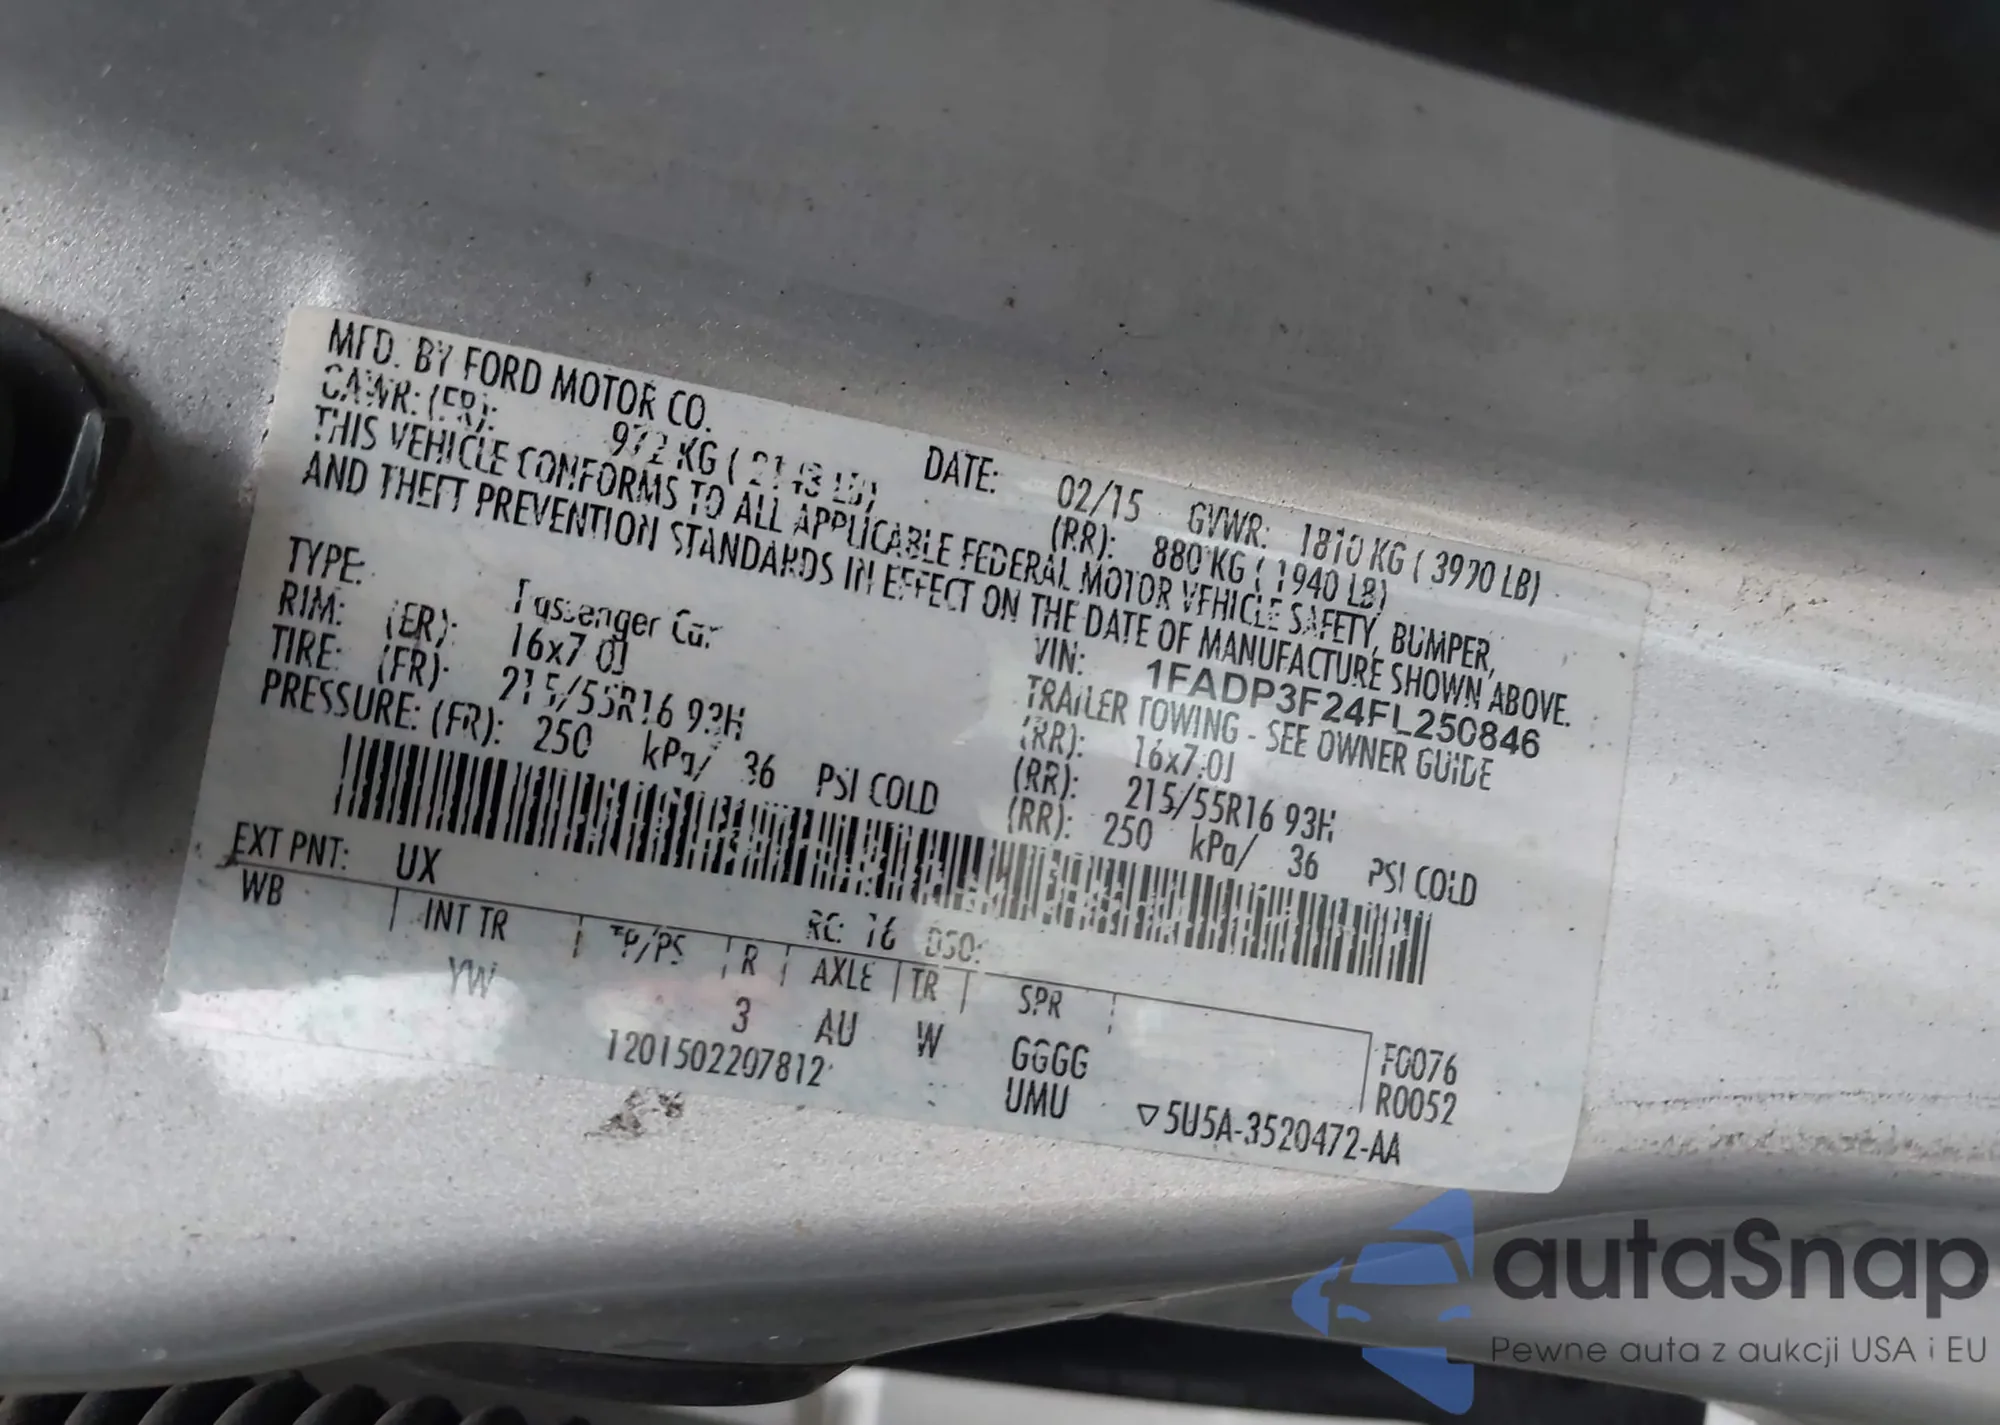 MFD. BY FORD MOTOR CO. DATE: 02/15 GVWR: 1810 KG ( 3990 LB)
GAWR: (FR): 972 KG ( 2143 LB) (RR): 880 KG ( 1940 LB)
THIS VEHICLE CONFORMS TO ALL APPLICABLE FEDERAL MOTOR VEHICLE SAFETY, BUMPER,
AND THEFT PREVENTION STANDARDS IN EFFECT ON THE DATE OF MANUFACTURE SHOWN ABOVE.
VIN: 1FADP3F24FL250846
TYPE: Passenger Car TRAILER TOWING - SEE OWNER GUIDE
RIM: (FR): 16x7.0J (RR): 16x7.0J
TIRE: (FR): 215/55R16 93H (RR): 215/55R16 93H
PRESSURE: (FR): 250 kPa/ 36 PSI COLD (RR): 250 kPa/ 36 PSI COLD
EXT PNT: UX RC: 16 DSO:
WB INT TR TP/PS R AXLE TR SPR
YW 3 AU W GGGG F0076
1201502207812 UMU R0052
▽5U5A-3520472-AA
autaSnap
Pewne auta z aukcji USA i EU